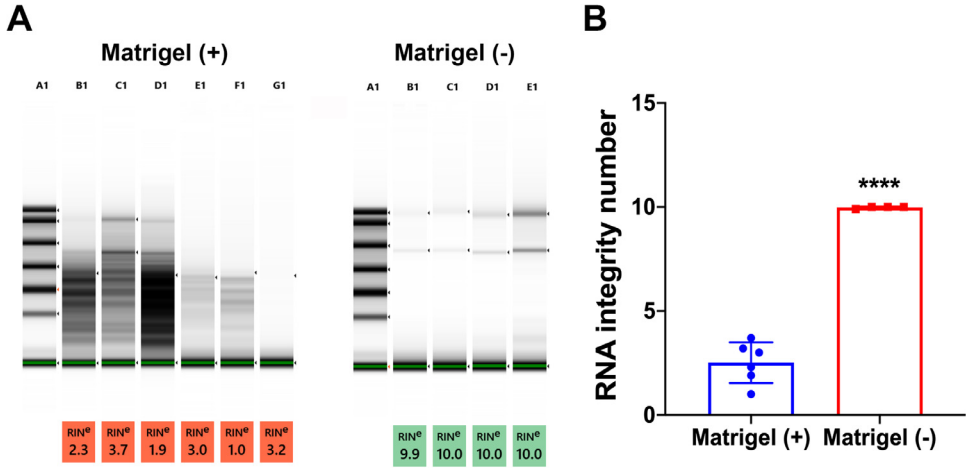 A
Matrigel (+)
A1 B1 C1 D1 E1 F1 G1
RINe RINe RINe RINe RINe RINe
2.3 3.7 1.9 3.0 1.0 3.2
Matrigel (-)
A1 B1 C1 D1 E1
RINe RINe RINe RINe
9.9 10.0 10.0 10.0
B
RNA integrity number
15
10
5
0
****
Matrigel (+) Matrigel (-)